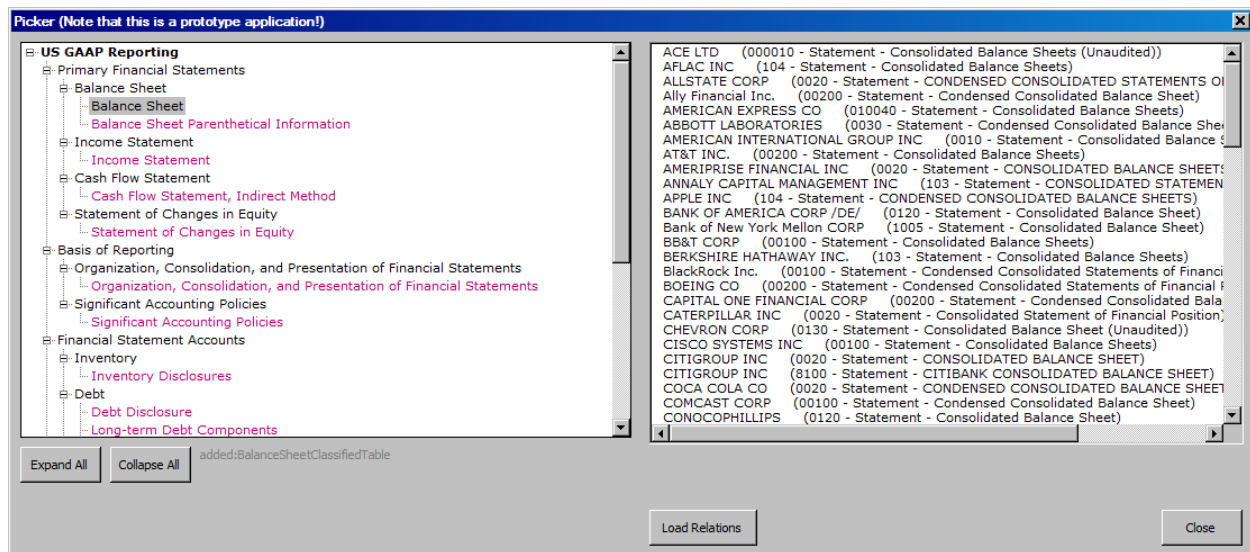 Picker (Note that this is a prototype application!)
US GAAP Reporting
Primary Financial Statements
Balance Sheet
Balance Sheet
Balance Sheet Parenthetical Information
Income Statement
Income Statement
Cash Flow Statement
Cash Flow Statement, Indirect Method
Statement of Changes in Equity
Statement of Changes in Equity
Basis of Reporting
Organization, Consolidation, and Presentation of Financial Statements
Organization, Consolidation, and Presentation of Financial Statements
Significant Accounting Policies
Significant Accounting Policies
Financial Statement Accounts
Inventory
Inventory Disclosures
Debt
Debt Disclosure
Long-term Debt Components
ACE LTD (000010 - Statement - Consolidated Balance Sheets (Unaudited))
AFLAC INC (104 - Statement - Consolidated Balance Sheets)
ALLSTATE CORP (0020 - Statement - CONDENSED CONSOLIDATED STATEMENTS
Ally Financial Inc. (00200 - Statement - Condensed Consolidated Balance Sheet)
AMERICAN EXPRESS CO (010040 - Statement - Consolidated Balance Sheets)
ABBOTT LABORATORIES (0030 - Statement - Condensed Consolidated Balance She
AMERICAN INTERNATIONAL GROUP INC (0010 - Statement - Consolidated Balance
AT&T INC. (00200 - Statement - Consolidated Balance Sheets)
AMERIPRISE FINANCIAL INC (0020 - Statement - CONSOLIDATED BALANCE SHEETS
ANNALY CAPITAL MANAGEMENT INC (103 - Statement - CONSOLIDATED STATEMEN
APPLE INC (104 - Statement - CONDENSED CONSOLIDATED BALANCE SHEETS)
BANK OF AMERICA CORP /DE/ (0120 - Statement - Consolidated Balance Sheet)
Bank of New York Mellon CORP (1005 - Statement - Consolidated Balance Sheet)
BB&T CORP (00100 - Statement - Consolidated Balance Sheets)
BERKSHIRE HATHAWAY INC. (103 - Statement - Consolidated Balance Sheets)
BlackRock Inc. (00100 - Statement - Condensed Consolidated Statements of Financi
BOEING CO (00200 - Statement - Condensed Consolidated Statements of Financial
CAPITAL ONE FINANCIAL CORP (00200 - Statement - Condensed Consolidated Bala
CATERPILLAR INC (0020 - Statement - Consolidated Statement of Financial Position)
CHEVRON CORP (0130 - Statement - Consolidated Balance Sheet (Unaudited))
CISCO SYSTEMS INC (00100 - Statement - Consolidated Balance Sheets)
CITIGROUP INC (0020 - Statement - CONSOLIDATED BALANCE SHEET)
CITIGROUP INC (8100 - Statement - CITIBANK CONSOLIDATED BALANCE SHEET)
COCA COLA CO (0020 - Statement - CONDENSED CONSOLIDATED BALANCE SHEET
COMCAST CORP (00100 - Statement - Condensed Consolidated Balance Sheet)
CONOCOPHILLIPS (0120 - Statement - Consolidated Balance Sheet)
Expand All
Collapse All
added:BalanceSheetClassifiedTable
Load Relations
Close